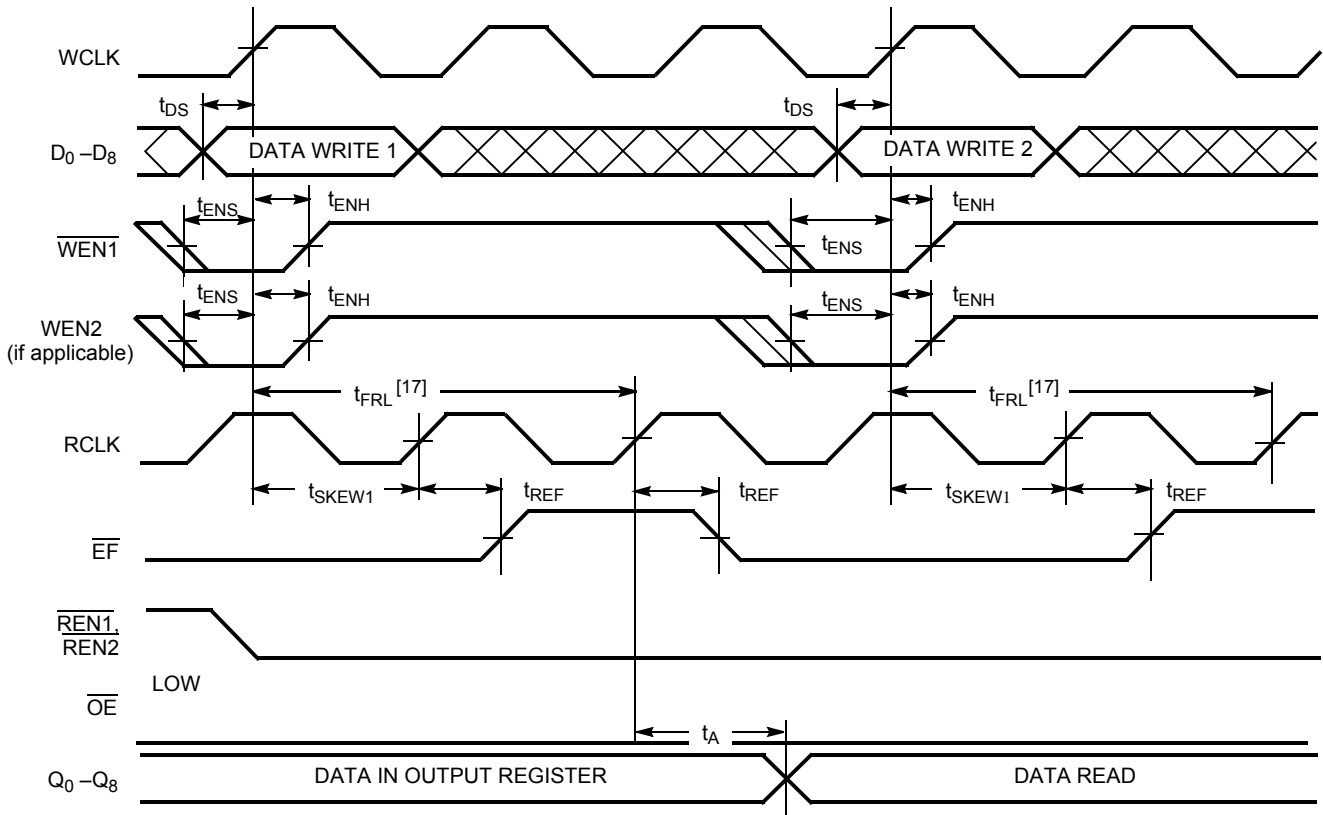 WCLK
tDS tDS
D0 –D8 DATA WRITE 1 DATA WRITE 2
tENS tENH tENH
WEN1 tENS
tENS tENH tENS tENH
WEN2
(if applicable)
tFRL [17] tFRL [17]
RCLK
tSKEW1 tREF tREF tSKEW1 tREF
EF
REN1,
REN2
LOW
OE
tA
Q0 –Q8 DATA IN OUTPUT REGISTER DATA READ